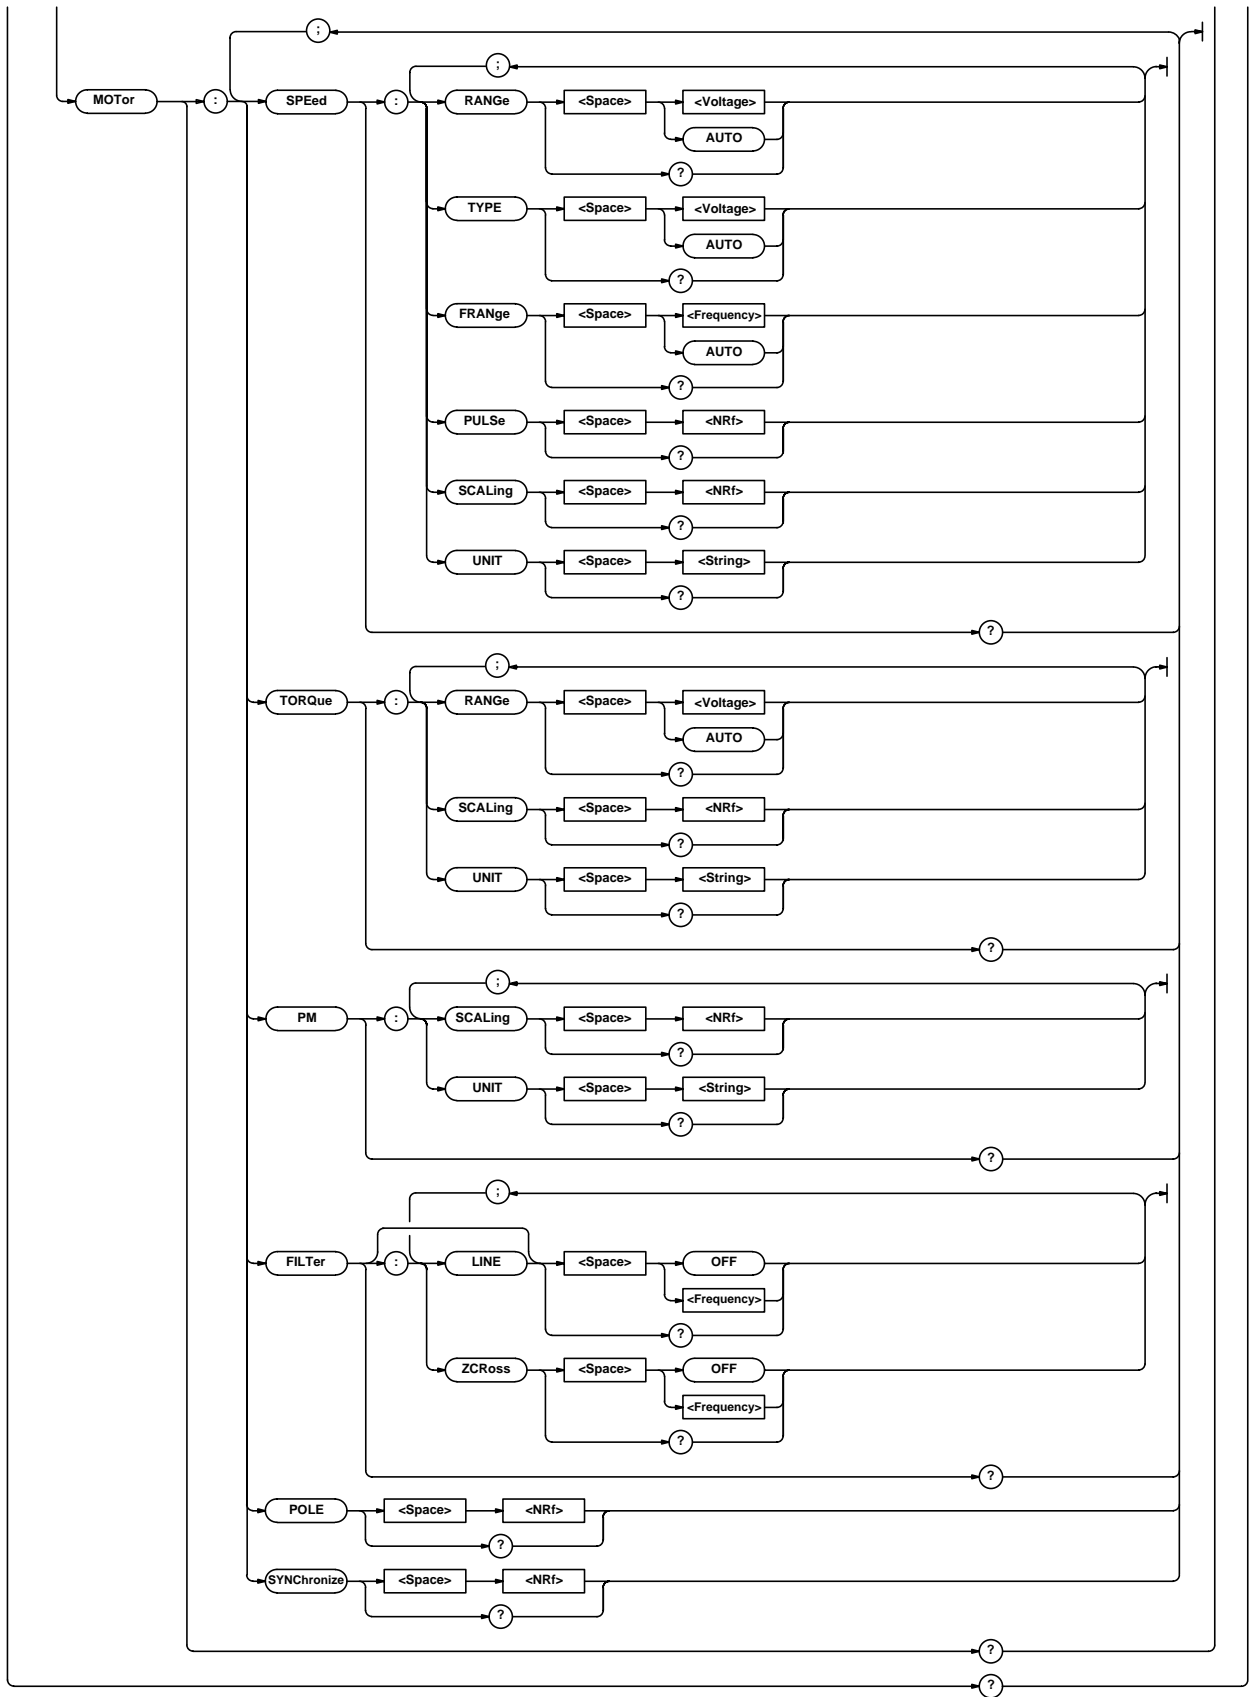 ;
;
MOTor : SPEed : RANGe <Space> <Voltage>
AUTO
?
TYPE <Space> <Voltage>
AUTO
?
FRANge <Space> <Frequency>
AUTO
?
PULSe <Space> <NRf>
?
SCALing <Space> <NRf>
?
UNIT <Space> <String>
?
?
;
TORQue : RANGe <Space> <Voltage>
AUTO
?
SCALing <Space> <NRf>
?
UNIT <Space> <String>
?
?
;
PM : SCALing <Space> <NRf>
?
UNIT <Space> <String>
?
?
;
FILTer : LINE <Space> OFF
<Frequency>
?
ZCRoss <Space> OFF
<Frequency>
?
?
POLE <Space> <NRf>
?
SYNChronize <Space> <NRf>
?
?
?